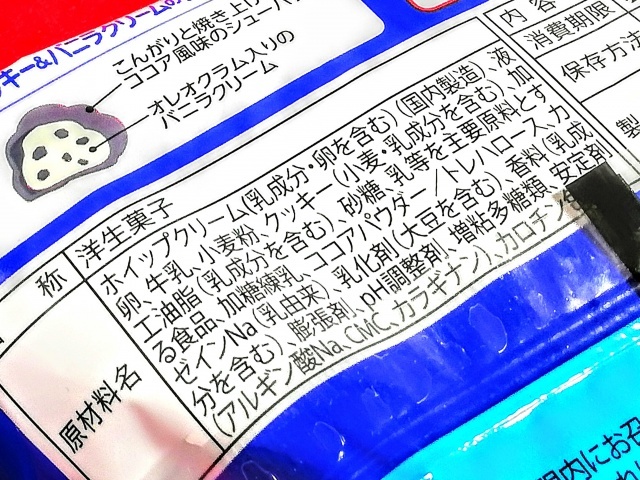 キー&バニラクリームの
こんがりと焼き上げ
ココア風味のシューパ
オレオクラム入りの
バニラクリーム
称
洋生菓子
原材料名
ホイップクリーム(乳成分・卵を含む)(国内製造)、液
卵、牛乳、小麦粉、クッキー(小麦・乳成分を含む)、加
工油脂(乳成分を含む)、砂糖、乳等を主要原料とす
る食品、加糖練乳、ココアパウダー/トレハロース、カ
ゼインNa(乳由来)、乳化剤(大豆を含む)、香料(乳成
分を含む)、膨張剤、pH調整剤、増粘多糖類、安定剤
(アルギン酸Na、CMC、カラギナン)、カロチン
内容
消費期限
保存方法
製
期内にお召